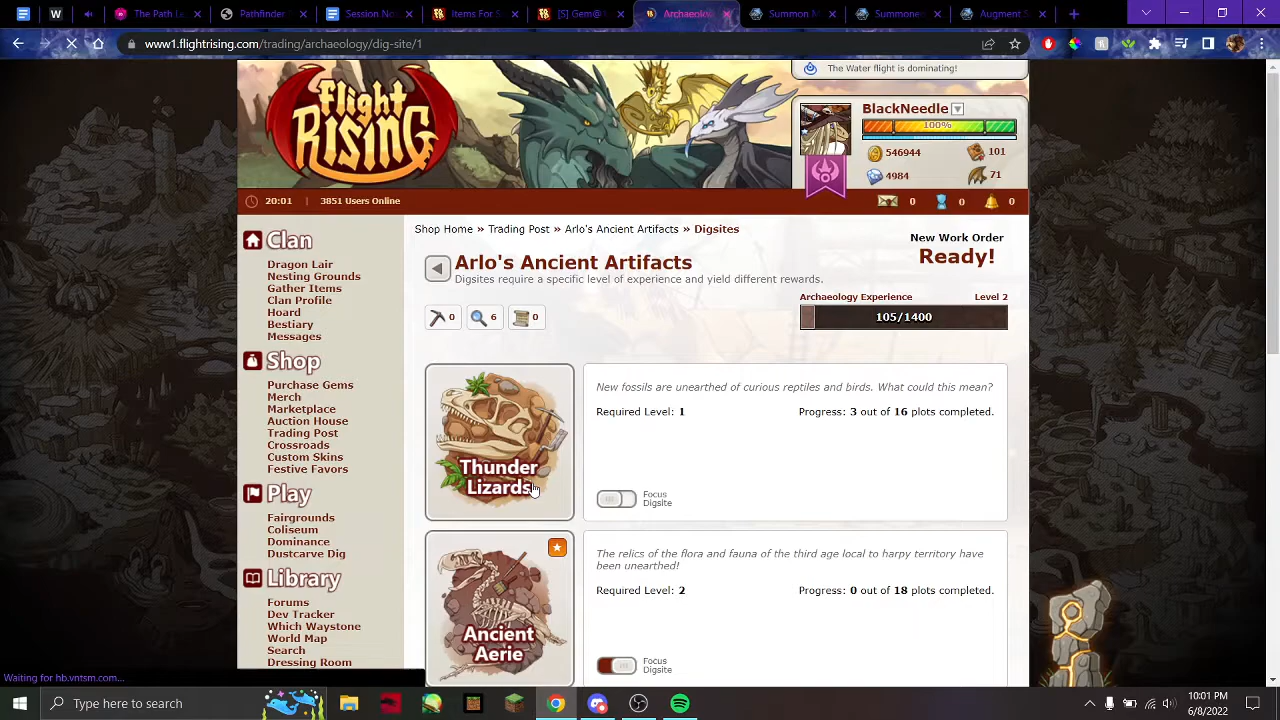 The Path Le
Pathfinder
Session No
Items For S
[S] Gem@1
Archaeolo
Summon M
Summone
Augment S
www1.flightrising.com/trading/archaeology/dig-site/1
The Water flight is dominating!
flight
RISING
BlackNeedle
100%
546944
101
4984
71
20:01 | 3851 Users Online
0
0
0
Clan
Dragon Lair
Nesting Grounds
Gather Items
Clan Profile
Hoard
Bestiary
Messages
Shop
Purchase Gems
Merch
Marketplace
Auction House
Trading Post
Crossroads
Custom Skins
Festive Favors
Play
Fairgrounds
Coliseum
Dominance
Dustcarve Dig
Library
Forums
Dev Tracker
Which Waystone
World Map
Search
Dressing Room
Shop Home » Trading Post » Arlo's Ancient Artifacts » Digsites
New Work Order
Ready!
Arlo's Ancient Artifacts
Digsites require a specific level of experience and yield different rewards.
Archaeology Experience Level 2
105/1400
0
6
0
Thunder
Lizards
New fossils are unearthed of curious reptiles and birds. What could this mean?
Required Level: 1 Progress: 3 out of 16 plots completed.
Focus
Digsite
Ancient
Aerie
The relics of the flora and fauna of the third age local to harpy territory have
been unearthed!
Required Level: 2 Progress: 0 out of 18 plots completed.
Focus
Digsite
Waiting for hb.vntsm.com...
Type here to search
10:01 PM
6/8/2022